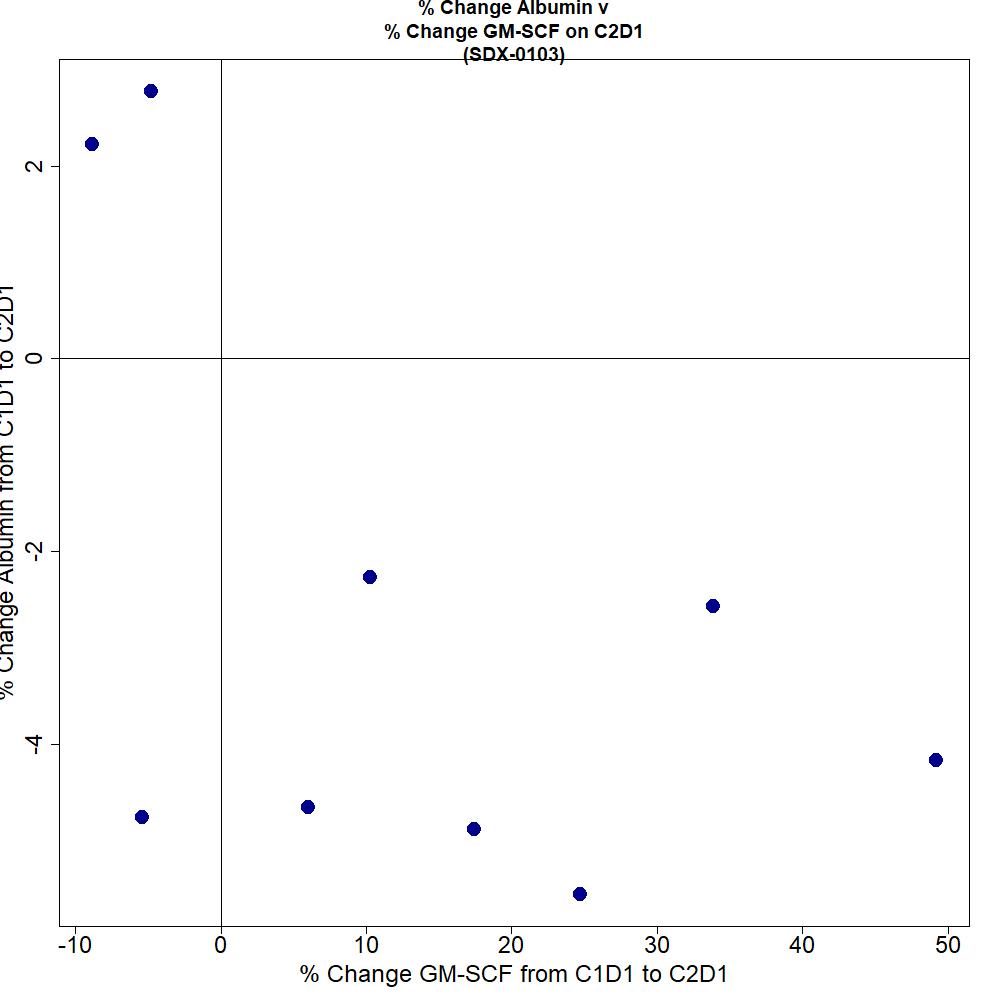 % Change Albumin v
% Change GM-SCF on C2D1
(SDX-0103)
% Change Albumin from C1D1 to C2D1
2
0
-2
-4
-10 0 10 20 30 40 50
% Change GM-SCF from C1D1 to C2D1